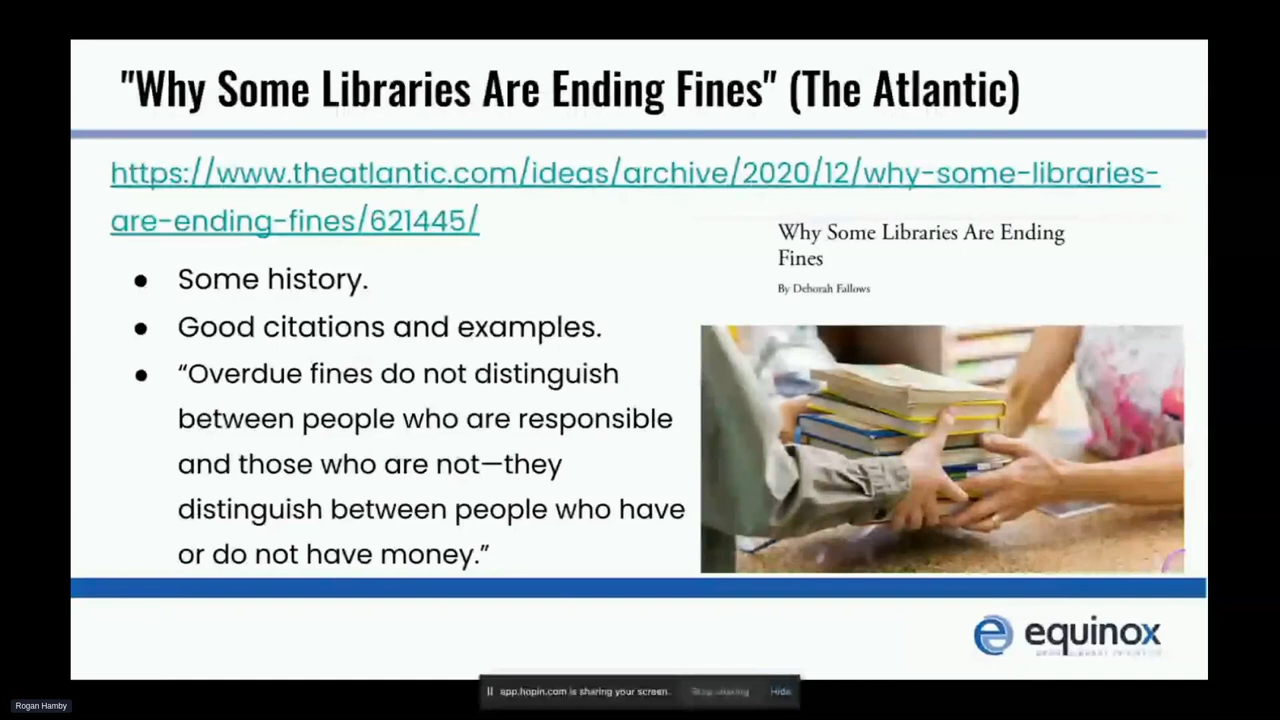 "Why Some Libraries Are Ending Fines" (The Atlantic)
https://www.theatlantic.com/ideas/archive/2020/12/why-some-libraries-
are-ending-fines/621445/
Why Some Libraries Are Ending
Fines
By Deborah Fallows
● Some history.
● Good citations and examples.
● “Overdue fines do not distinguish
between people who are responsible
and those who are not—they
distinguish between people who have
or do not have money.”
equinox
app.hopin.com is sharing your screen. Stop sharing Hide
Rogan Hamby